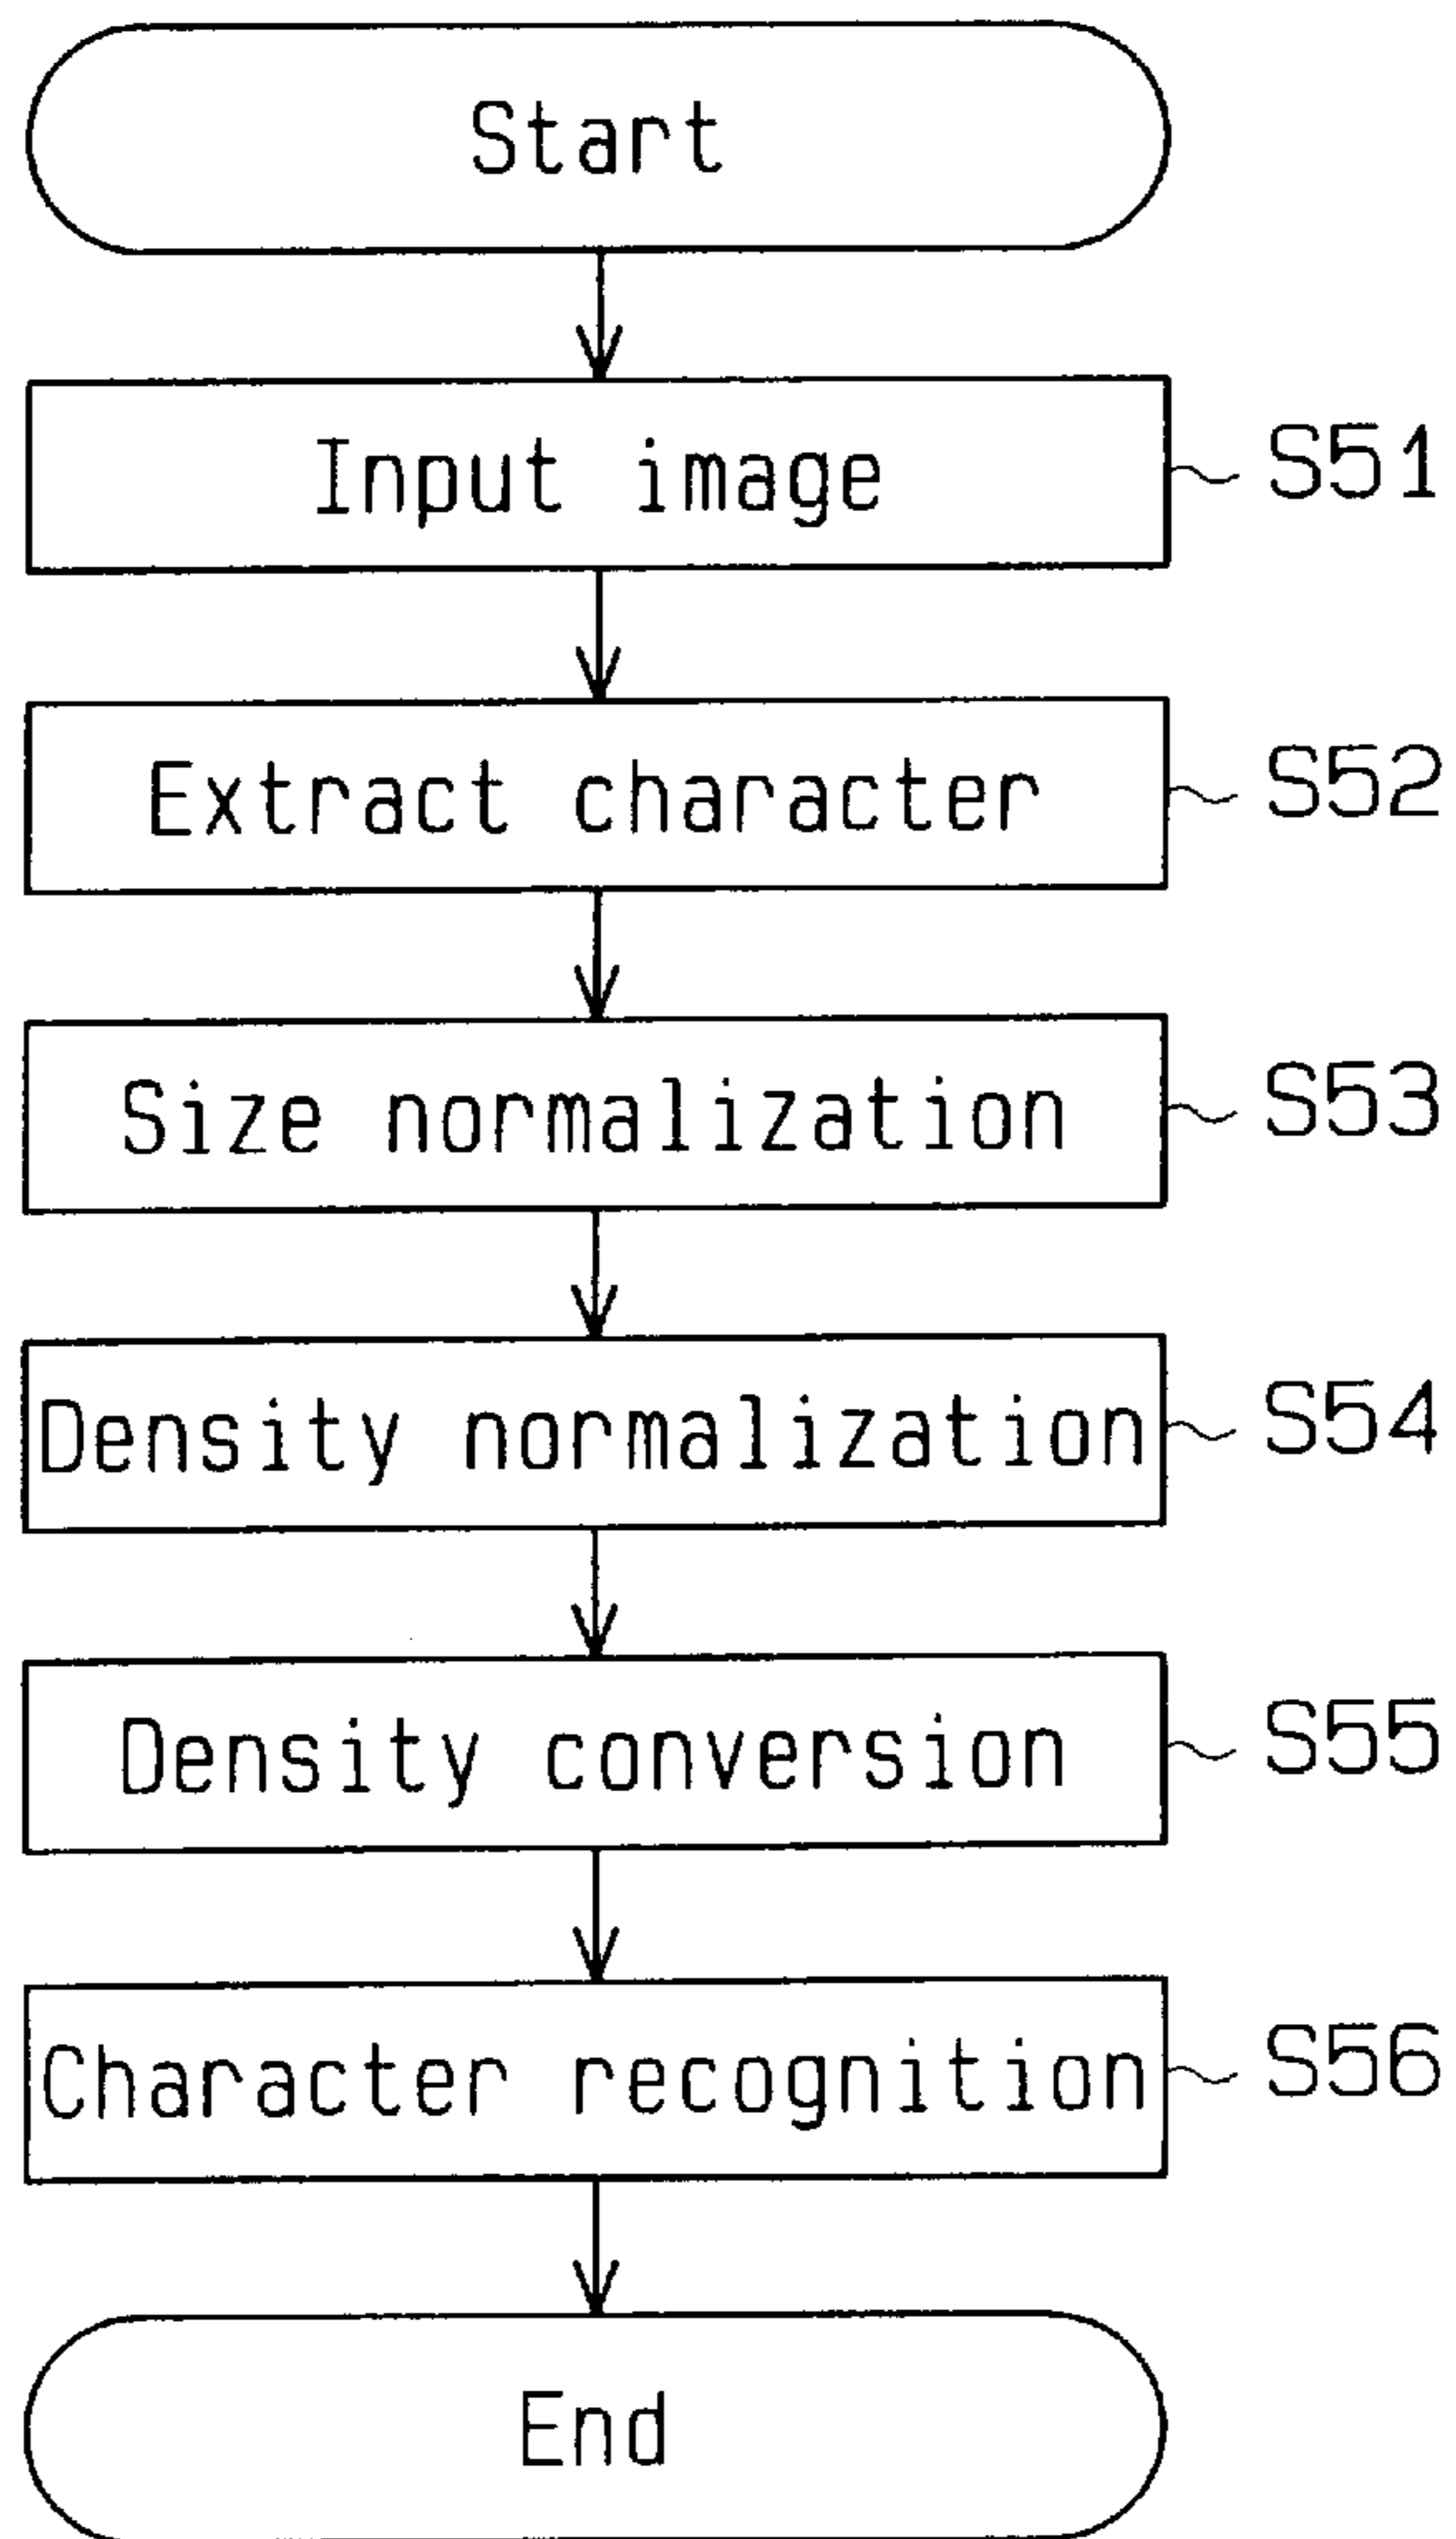 Start
Input image S51
Extract character S52
Size normalization S53
Density normalization S54
Density conversion S55
Character recognition S56
End